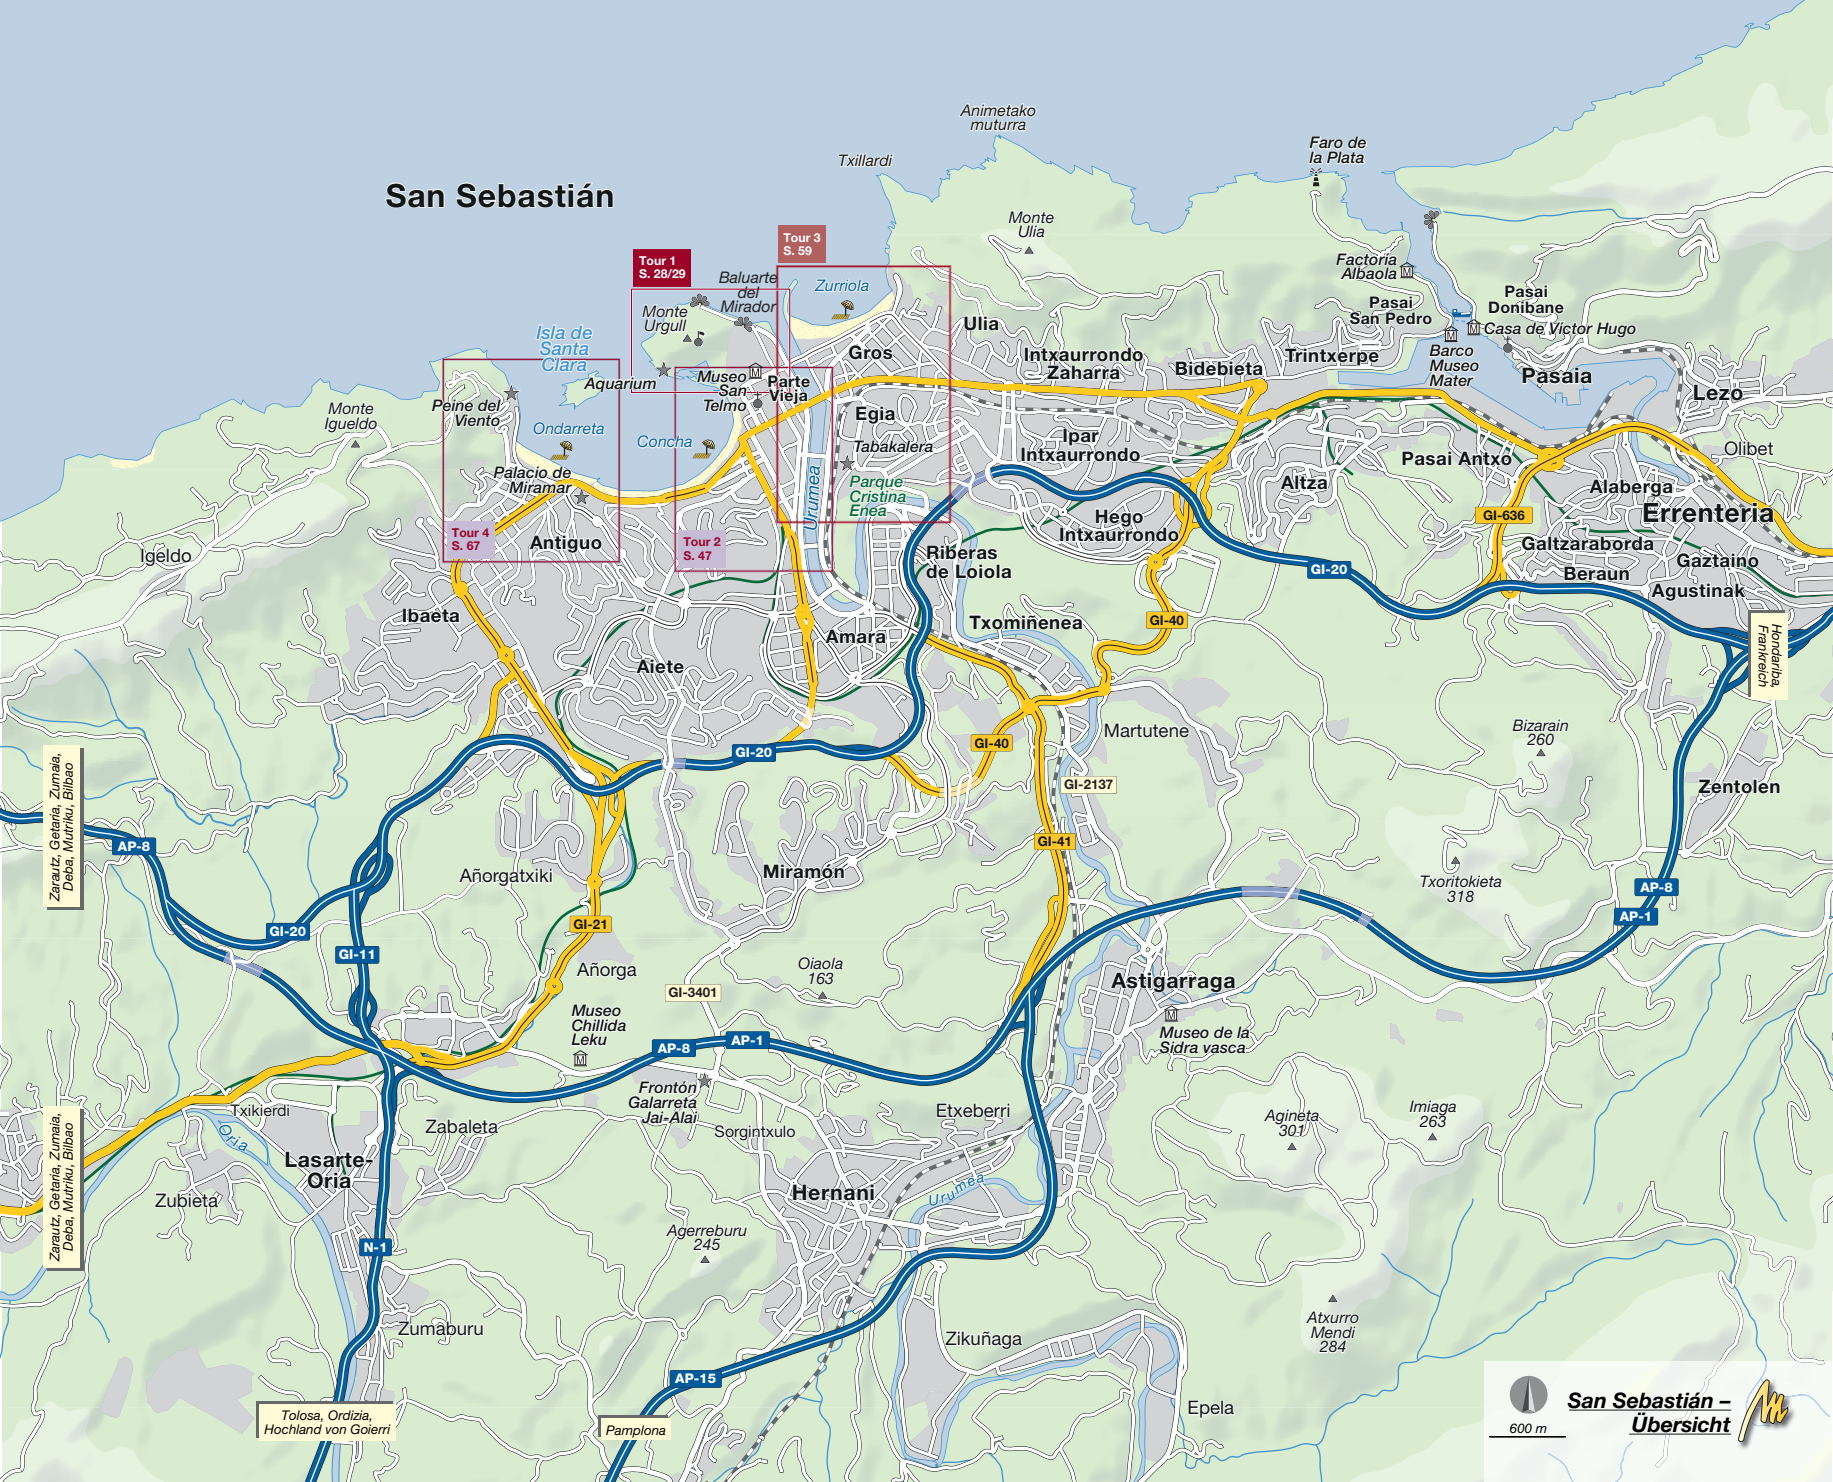 Animetako
muturra
Txillardi
Faro de
la Plata
San Sebastián
Monte
Ulia
Tour 3
S. 59
Tour 1
S. 28/29
Baluarte
del
Mirador
Zurriola
Factoria
Albaola
Pasai
San Pedro
Pasai
Donibane
Casa de Victor Hugo
Monte
Urgull
Isla de
Santa
Clara
Ulia
Gros
Intxaurrondo
Zaharra
Bidebieta
Trintxerpe
Barco
Museo
Mater
Pasaia
Lezo
Aquarium
Museo
San
Telmo
Parte
Vieja
Peine del
Viento
Monte
Igueldo
Ondarreta
Concha
Egia
Tabakalera
Ipar
Intxaurrondo
Pasai Antxo
Olibet
Palacio de
Miramar
Urumea
Parque
Cristina
Enea
Altza
Alaberga
Errenteria
GI-636
Hego
Intxaurrondo
Tour 4
S. 67
Antiguo
Tour 2
S. 47
Riberas
de Loiola
GI-20
Galtzaraborda
Beraun
Gaztaino
Agustinak
Igeldo
Ibaeta
Amara
Txomiñenea
GI-40
Hondariba,
Frankreich
Aiete
Martutene
Bizarain
260
GI-20
GI-40
GI-2137
Zentolen
Zarautz, Getaria, Zumaia,
Deba, Mutriku, Bilbao
AP-8
GI-41
Añorgatxiki
Miramón
Txoritokieta
318
AP-8
AP-1
GI-20
GI-21
GI-11
Añorga
Oiaola
163
GI-3401
Astigarraga
Museo
Chillida
Leku
AP-8
AP-1
Museo de la
Sidra vasca
Frontón
Galarreta
Jai-Alai
Txikierdi
Oria
Zabaleta
Sorgintxulo
Etxeberri
Agineta
301
Imiaga
263
Zarautz, Getaria, Zumaia,
Deba, Mutriku, Bilbao
Lasarte-
Oria
Zubieta
Hernani
Urumea
N-1
Agerreburu
245
Zumaburu
Zikuñaga
Atxurro
Mendi
284
AP-15
Epela
Tolosa, Ordizia,
Hochland von Goierri
Pamplona
600 m
San Sebastián –
Übersicht